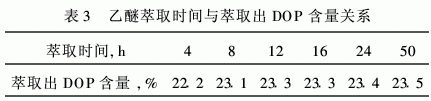 表 3 乙醚萃取时间与萃取出 DOP 含量关系
萃取时间, h 4 8 12 16 24 50
萃取出 DOP 含量, % 22. 2 23. 1 23. 3 23. 3 23. 4 23. 5